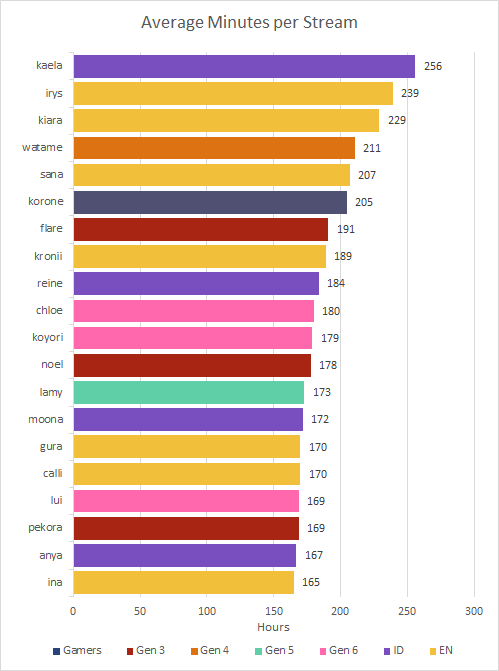 Average Minutes per Stream
kaela 256
irys 239
kiara 229
watame 211
sana 207
korone 205
flare 191
kronii 189
reine 184
chloe 180
koyori 179
noel 178
lamy 173
moona 172
gura 170
calli 170
lui 169
pekora 169
anya 167
ina 165
0 50 100 150 200 250 300
Hours
Gamers Gen 3 Gen 4 Gen 5 Gen 6 ID EN